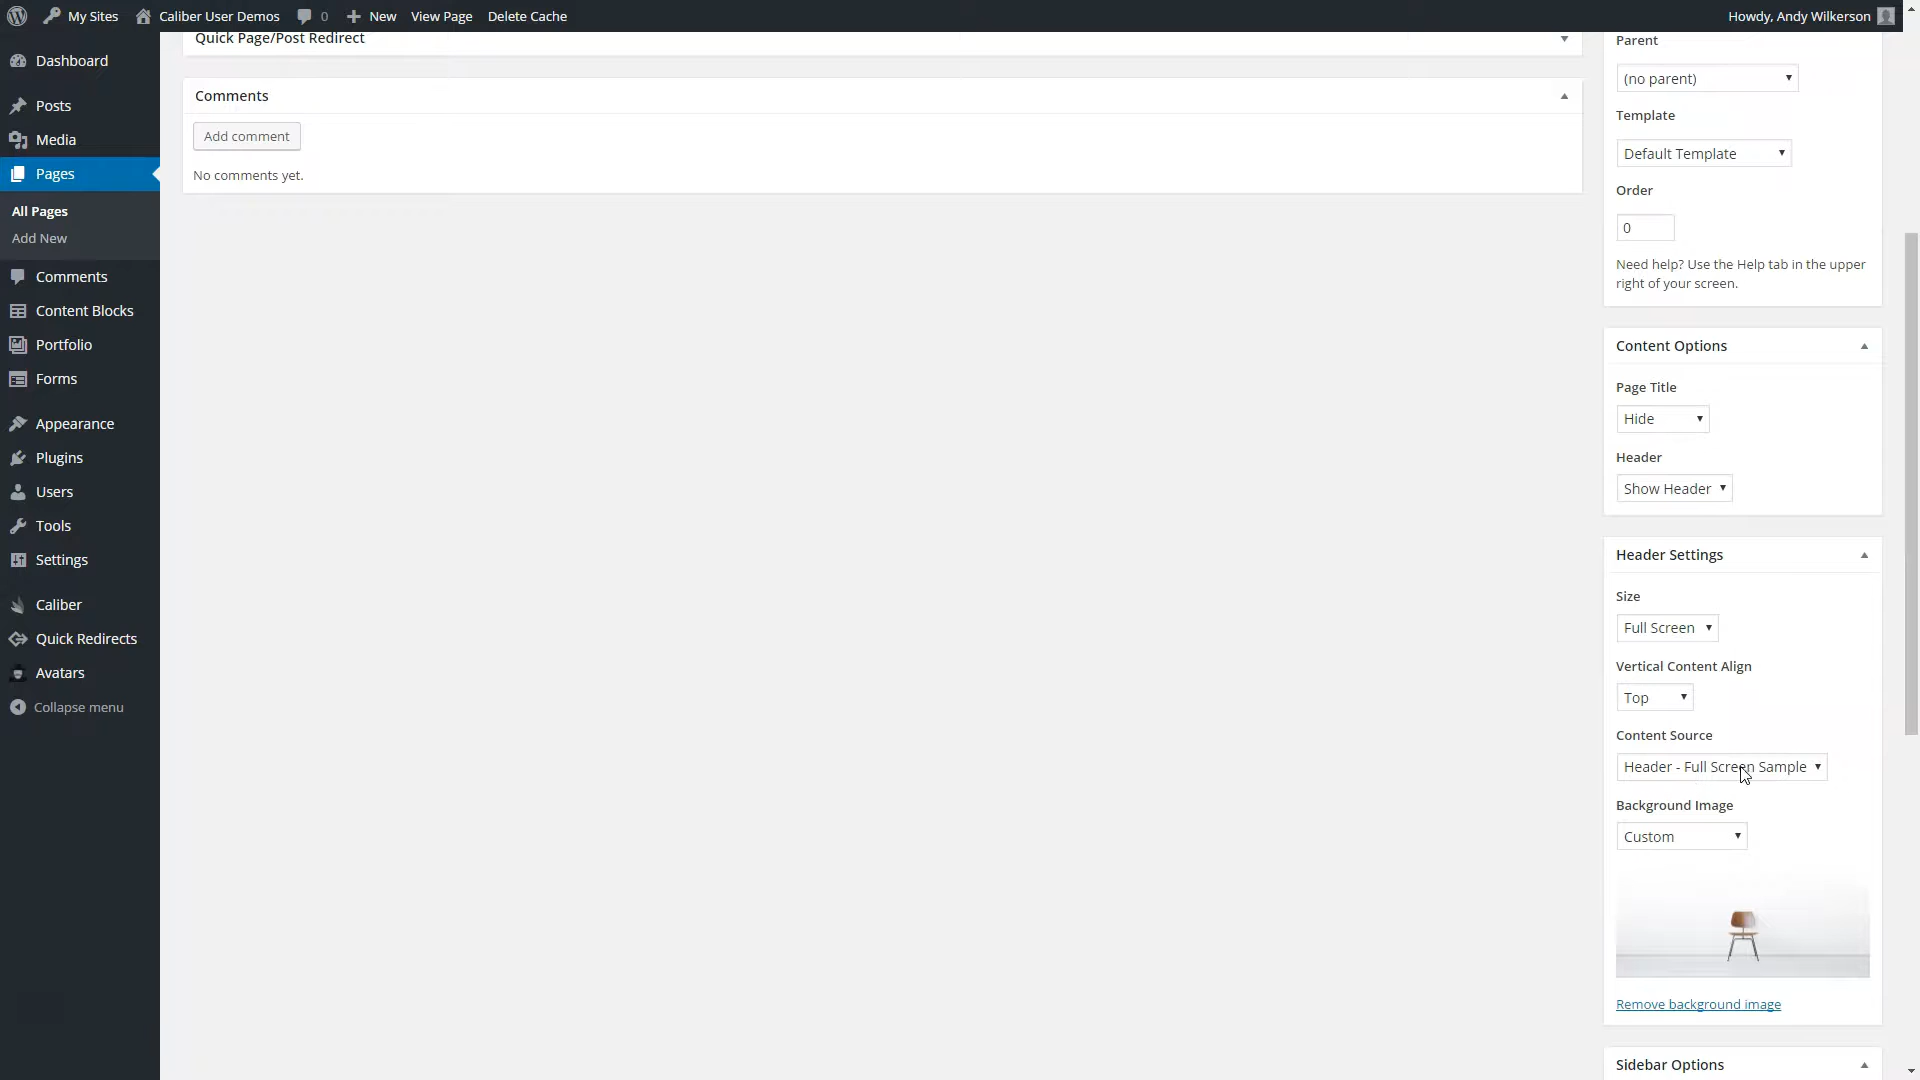 My Sites
Caliber User Demos
0
New
View Page
Delete Cache
Howdy, Andy Wilkerson
Dashboard
Posts
Media
Pages
All Pages
Add New
Comments
Content Blocks
Portfolio
Forms
Appearance
Plugins
Users
Tools
Settings
Caliber
Quick Redirects
Avatars
Collapse menu
Quick Page/Post Redirect
Comments
Add comment
No comments yet.
Parent
(no parent)
Template
Default Template
Order
0
Need help? Use the Help tab in the upper
right of your screen.
Content Options
Page Title
Hide
Header
Show Header
Header Settings
Size
Full Screen
Vertical Content Align
Top
Content Source
Header - Full Screen Sample
Background Image
Custom
Remove background image
Sidebar Options